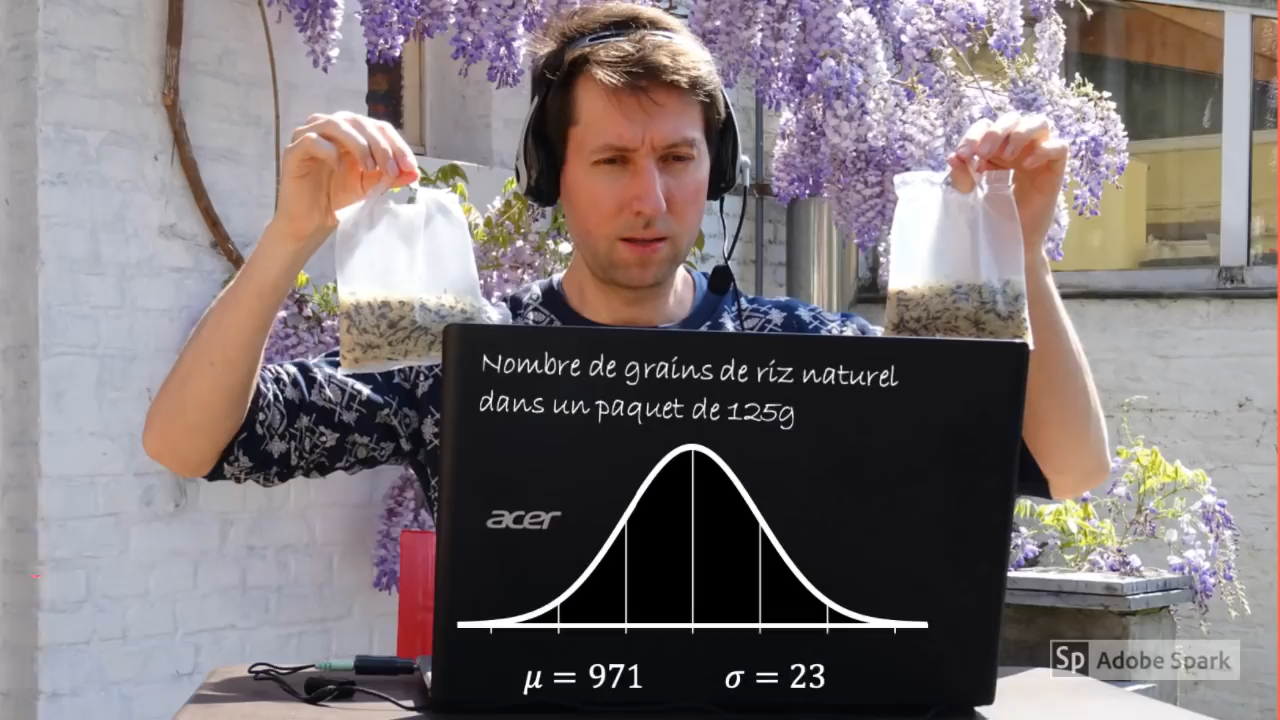 Nombre de grains de riz naturel
dans un paquet de 125g
acer
μ = 971 σ = 23
Sp Adobe Spark